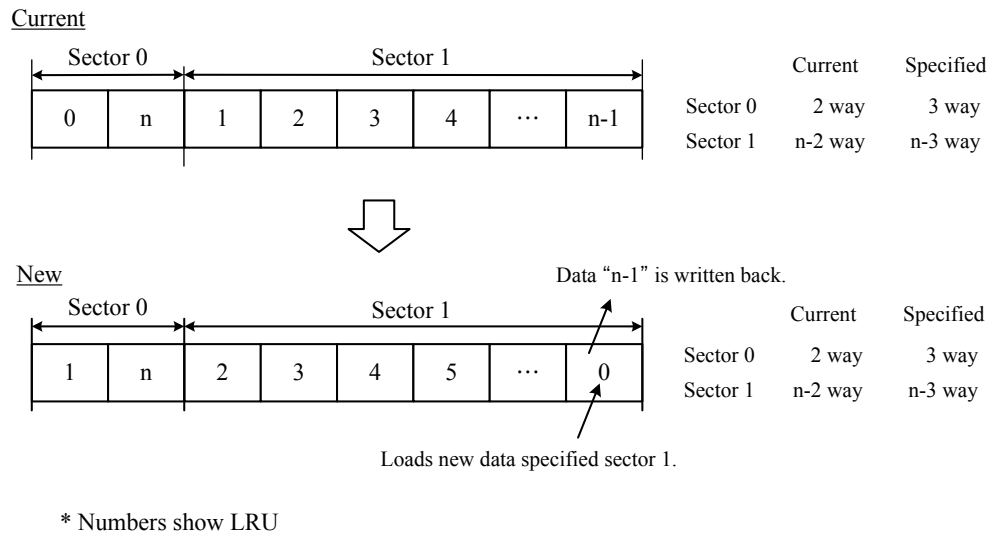 Current
Sector 0 Sector 1
0 n 1 2 3 4 ⋯ n-1
Current Specified
Sector 0 2 way 3 way
Sector 1 n-2 way n-3 way
New
Data “n-1” is written back.
Sector 0 Sector 1
1 n 2 3 4 5 ⋯ 0
Current Specified
Sector 0 2 way 3 way
Sector 1 n-2 way n-3 way
Loads new data specified sector 1.
* Numbers show LRU